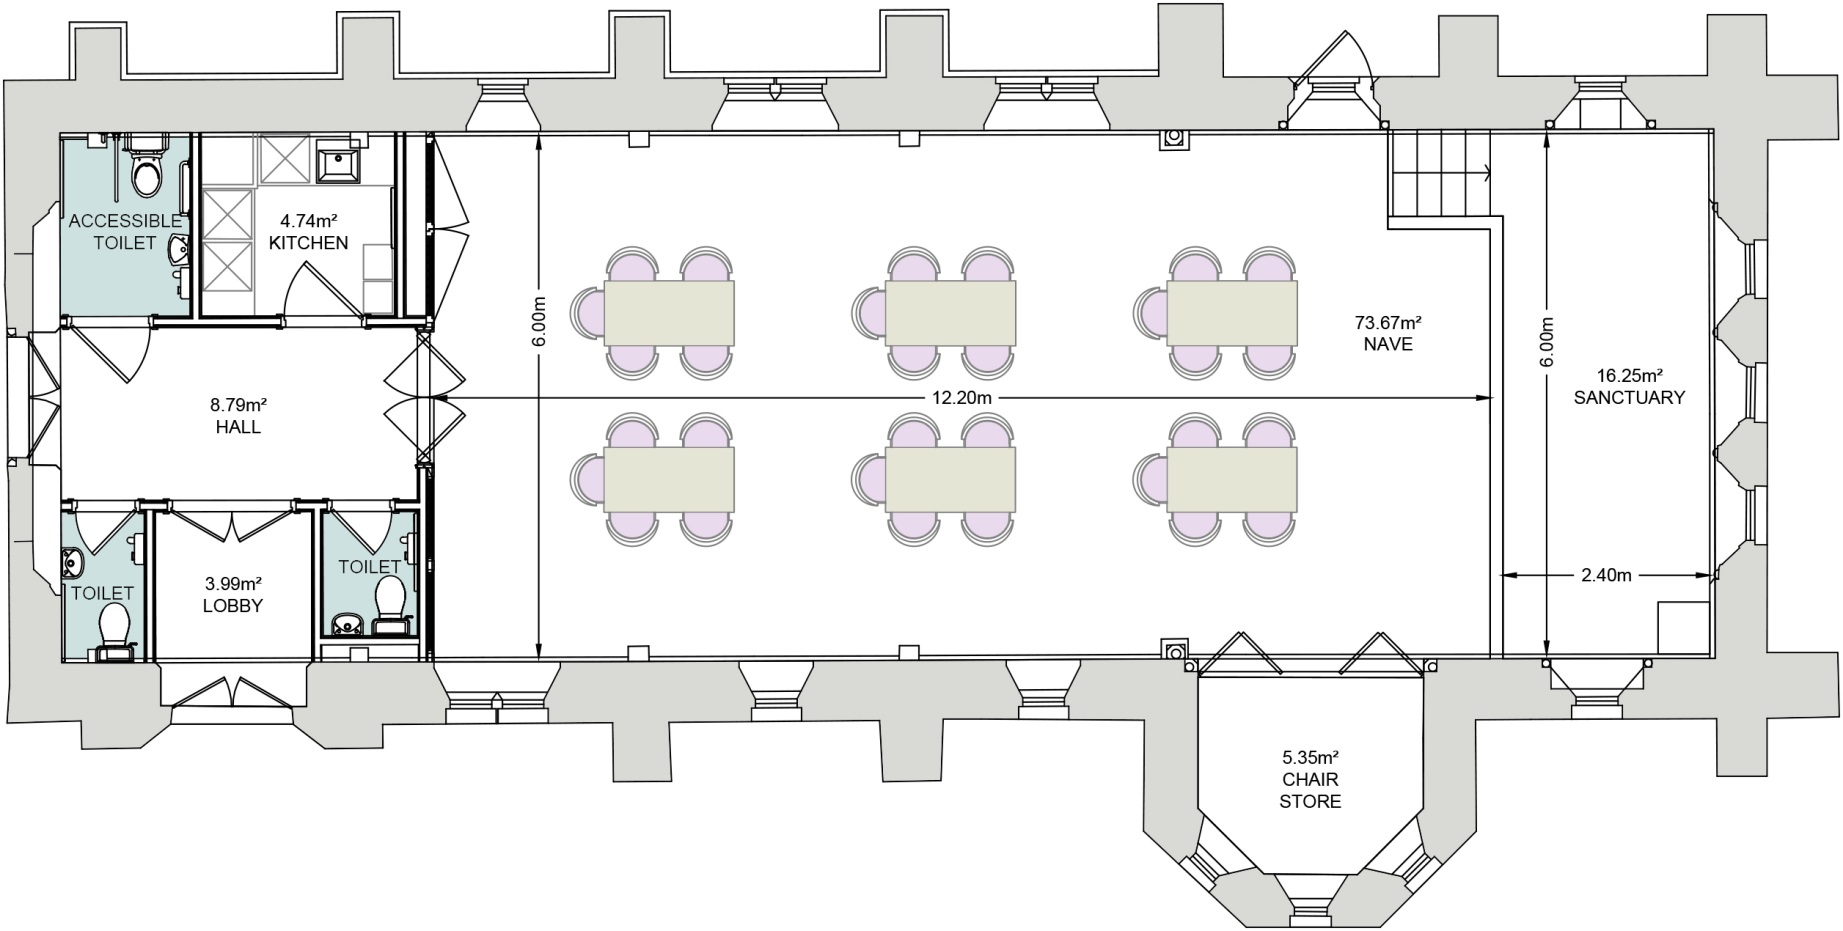 ACCESSIBLE
TOILET
4.74m²
KITCHEN
6.00m
73.67m²
NAVE
6.00m
16.25m²
SANCTUARY
8.79m²
HALL
12.20m
TOILET
3.99m²
LOBBY
TOILET
2.40m
5.35m²
CHAIR
STORE